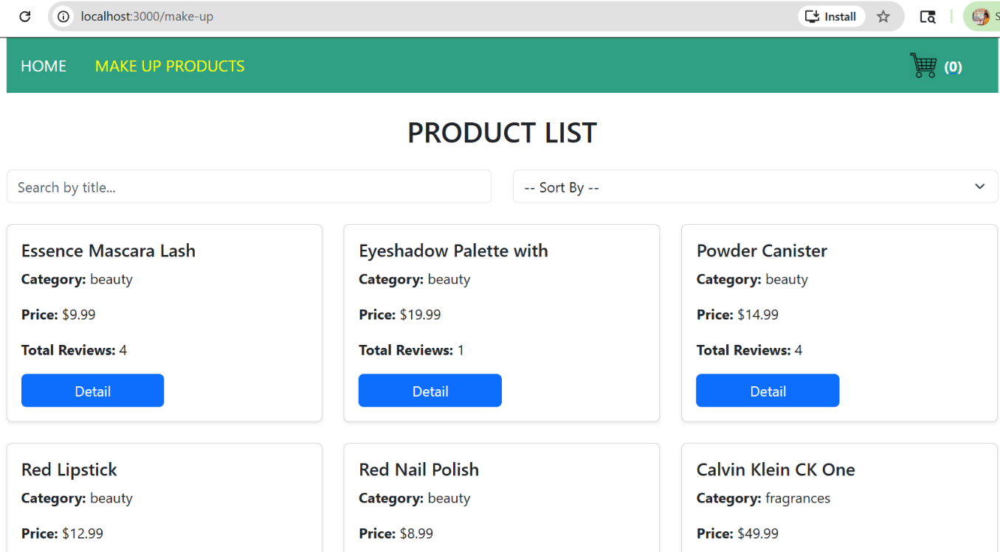 localhost:3000/make-up
Install
S
HOME MAKE UP PRODUCTS (0)
PRODUCT LIST
Search by title... -- Sort By --
Essence Mascara Lash
Category: beauty
Price: $9.99
Total Reviews: 4
Detail
Eyeshadow Palette with
Category: beauty
Price: $19.99
Total Reviews: 1
Detail
Powder Canister
Category: beauty
Price: $14.99
Total Reviews: 4
Detail
Red Lipstick
Category: beauty
Price: $12.99
Red Nail Polish
Category: beauty
Price: $8.99
Calvin Klein CK One
Category: fragrances
Price: $49.99